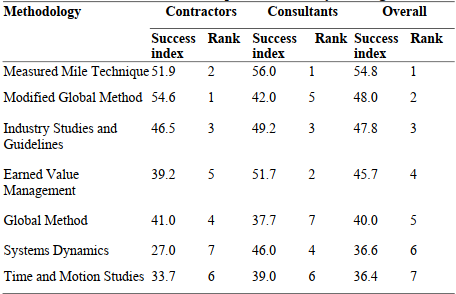 Methodology Contractors Consultants Overall
Success Rank Success Rank Success Rank
index index index
Measured Mile Technique 51.9 2 56.0 1 54.8 1
Modified Global Method 54.6 1 42.0 5 48.0 2
Industry Studies and 46.5 3 49.2 3 47.8 3
Guidelines
Earned Value 39.2 5 51.7 2 45.7 4
Management
Global Method 41.0 4 37.7 7 40.0 5
Systems Dynamics 27.0 7 46.0 4 36.6 6
Time and Motion Studies 33.7 6 39.0 6 36.4 7